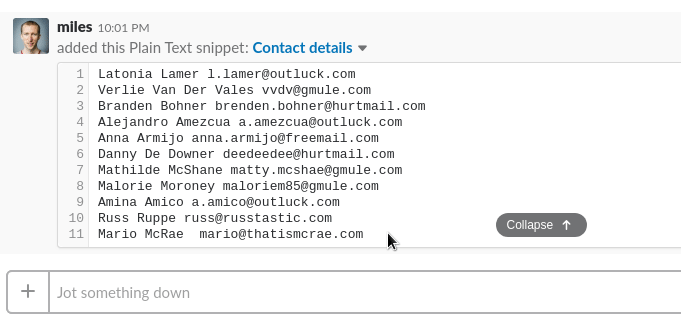 miles 10:01 PM
added this Plain Text snippet: Contact details
1 Latonia Lamer l.lamer@outluck.com
2 Verlie Van Der Vales vvdv@gmule.com
3 Branden Bohner brenden.bohner@hurtmail.com
4 Alejandro Amezcua a.amezcua@outluck.com
5 Anna Armijo anna.armijo@freemail.com
6 Danny De Downer deedeedee@hurtmail.com
7 Mathilde McShane matty.mcshae@gmule.com
8 Malorie Moroney maloriem85@gmule.com
9 Amina Amico a.amico@outluck.com
10 Russ Ruppe russ@russtastic.com
11 Mario McRae  mario@thatismcrae.com
Collapse ↑
+ Jot something down